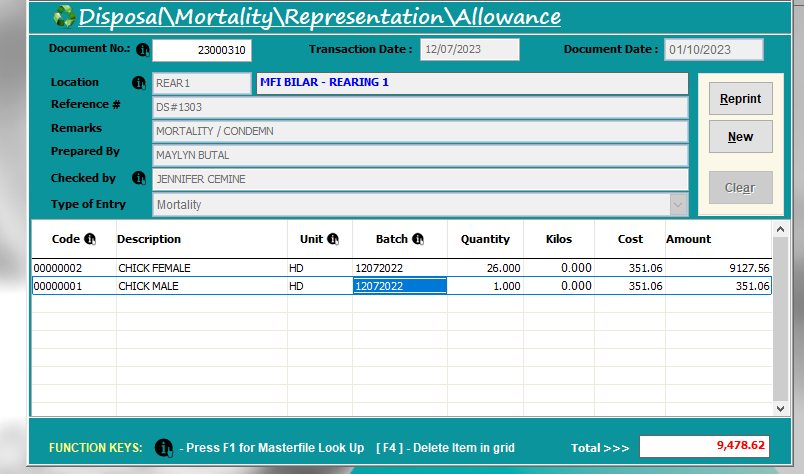 Disposal\Mortality\Representation\Allowance
Document No.: 23000310 Transaction Date : 12/07/2023 Document Date : 01/10/2023
Location REAR1 MFI BILAR - REARING 1
Reference # DS#1303
Remarks MORTALITY / CONDEMN
Prepared By MAYLYN BUTAL
Checked by JENNIFER CEMINE
Type of Entry Mortality
Reprint
New
Clear
Code Description Unit Batch Quantity Kilos Cost Amount
00000002 CHICK FEMALE HD 12072022 26.000 0.000 351.06 9127.56
00000001 CHICK MALE HD 12072022 1.000 0.000 351.06 351.06
FUNCTION KEYS: - Press F1 for Masterfile Look Up [ F4 ] - Delete Item in grid Total >>> 9,478.62